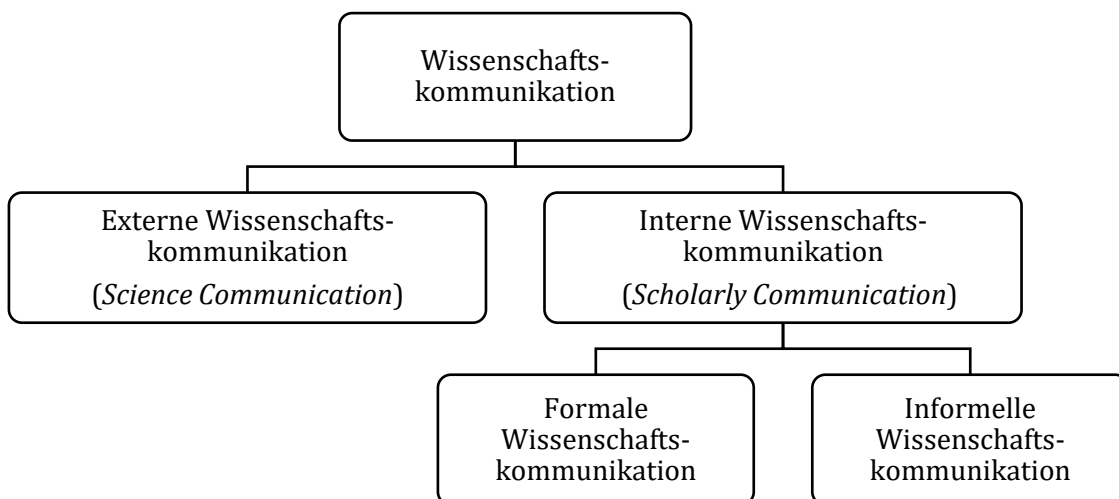 Wissenschafts-
kommunikation
Externe Wissenschafts-
kommunikation
(Science Communication)
Interne Wissenschafts-
kommunikation
(Scholarly Communication)
Formale
Wissenschafts-
kommunikation
Informelle
Wissenschafts-
kommunikation